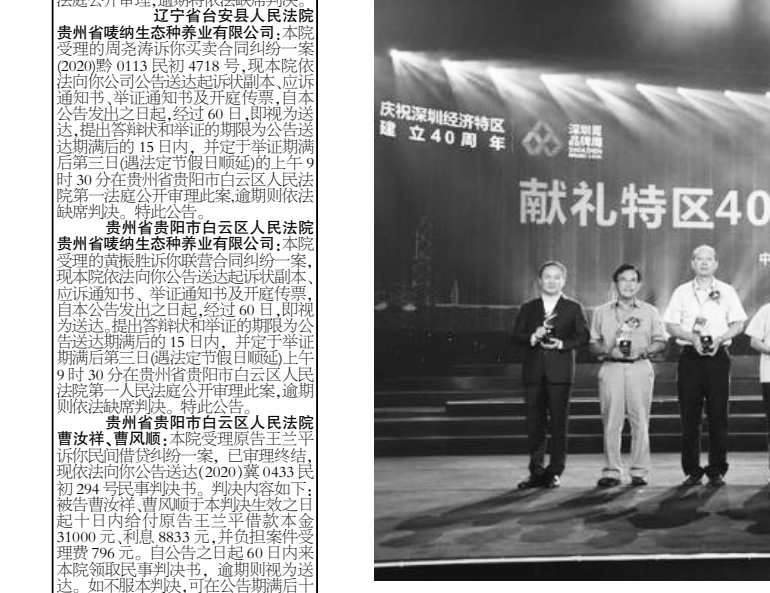 法庭公开审理，逾期将依法缺席判决。
辽宁省台安县人民法院
贵州省唛纳生态种养业有限公司：本院
受理的周尧涛诉你买卖合同纠纷一案
(2020)黔 0113 民初 4718 号，现本院依
法向你公司公告送达起诉状副本、应诉
通知书、举证通知书及开庭传票，自本
公告发出之日起，经过 60 日，即视为送
达，提出答辩状和举证的期限为公告送
达期满后的 15 日内，并定于举证期满
后第三日(遇法定节假日顺延)的上午 9
时 30 分在贵州省贵阳市白云区人民法
院第一法庭公开审理此案，逾期则依法
缺席判决。特此公告。
贵州省贵阳市白云区人民法院
贵州省唛纳生态种养业有限公司：本院
受理的黄振胜诉你联营合同纠纷一案，
现本院依法向你公告送达起诉状副本、
应诉通知书、举证通知书及开庭传票，
自本公告发出之日起，经过 60 日，即视
为送达。提出答辩状和举证的期限为公
告送达期满后的 15 日内，并定于举证
期满后第三日(遇法定节假日顺延)上午
9 时 30 分在贵州省贵阳市白云区人民
法院第一人民法庭公开审理此案，逾期
则依法缺席判决。特此公告。
贵州省贵阳市白云区人民法院
曹汝祥、曹风顺：本院受理原告王兰平
诉你民间借贷纠纷一案，已审理终结，
现依法向你公告送达(2020)冀 0433 民
初 294 号民事判决书。判决内容如下：
被告曹汝祥、曹风顺于本判决生效之日
起十日内给付原告王兰平借款本金
31000 元、利息 8833 元，并负担案件受
理费 796 元。自公告之日起 60 日内来
本院领取民事判决书，逾期则视为送
达。如不服本判决，可在公告期满后十
庆祝深圳经济特区
建立40周年
深圳品牌周
献礼特区40
中